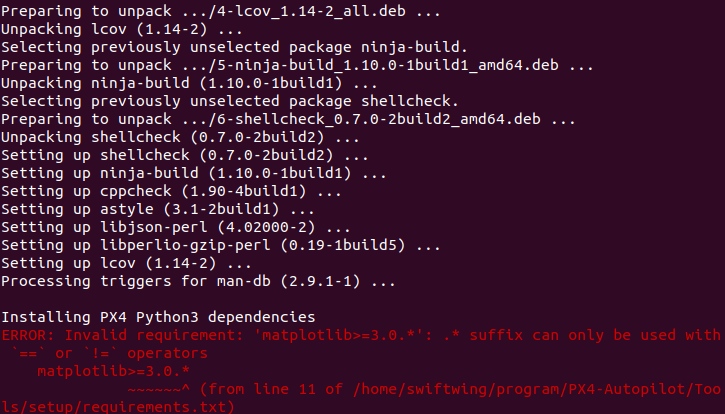 Preparing to unpack .../4-lcov_1.14-2_all.deb ...
Unpacking lcov (1.14-2) ...
Selecting previously unselected package ninja-build.
Preparing to unpack .../5-ninja-build_1.10.0-1build1_amd64.deb ...
Unpacking ninja-build (1.10.0-1build1) ...
Selecting previously unselected package shellcheck.
Preparing to unpack .../6-shellcheck_0.7.0-2build2_amd64.deb ...
Unpacking shellcheck (0.7.0-2build2) ...
Setting up shellcheck (0.7.0-2build2) ...
Setting up ninja-build (1.10.0-1build1) ...
Setting up cppcheck (1.90-4build1) ...
Setting up astyle (3.1-2build1) ...
Setting up libjson-perl (4.02000-2) ...
Setting up libperlio-gzip-perl (0.19-1build5) ...
Setting up lcov (1.14-2) ...
Processing triggers for man-db (2.9.1-1) ...
Installing PX4 Python3 dependencies
ERROR: Invalid requirement: 'matplotlib>=3.0.*': .* suffix can only be used with
`==` or `!=` operators
matplotlib>=3.0.*
~~~~~~^ (from line 11 of /home/swiftwing/program/PX4-Autopilot/Too
ls/setup/requirements.txt)